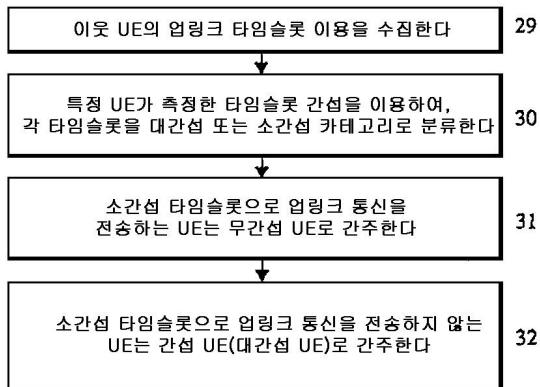 이웃 UE의 업링크 타임슬롯 이용을 수집한다
29
특정 UE가 측정한 타임슬롯 간섭을 이용하여,
각 타임슬롯을 대간섭 또는 소간섭 카테고리로 분류한다
30
소간섭 타임슬롯으로 업링크 통신을
전송하는 UE는 무간섭 UE로 간주한다
31
소간섭 타임슬롯으로 업링크 통신을 전송하지 않는
UE는 간섭 UE(대간섭 UE)로 간주한다
32